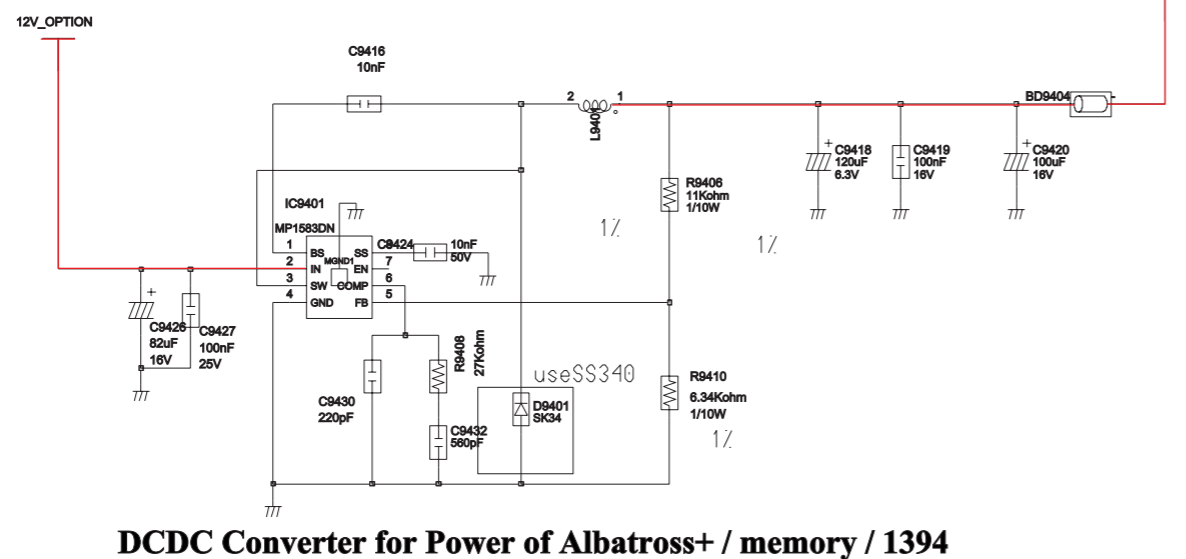 12V_OPTION
C9416
10nF
2
1
L9401
BD9404
C9418
120uF
6.3V
C9419
100nF
16V
C9420
100uF
16V
R9406
11Kohm
1/10W
1%
1%
IC9401
MP1583DN
1
2
3
4
BS
IN
SW
GND
MGND1
SS
EN
COMP
FB
7
6
5
C9424
10nF
50V
C9426
82uF
16V
C9427
100nF
25V
R9408
27Kohm
C9430
220pF
C9432
560pF
useSS340
D9401
SK34
R9410
6.34Kohm
1/10W
1%
DCDC Converter for Power of Albatross+ / memory / 1394